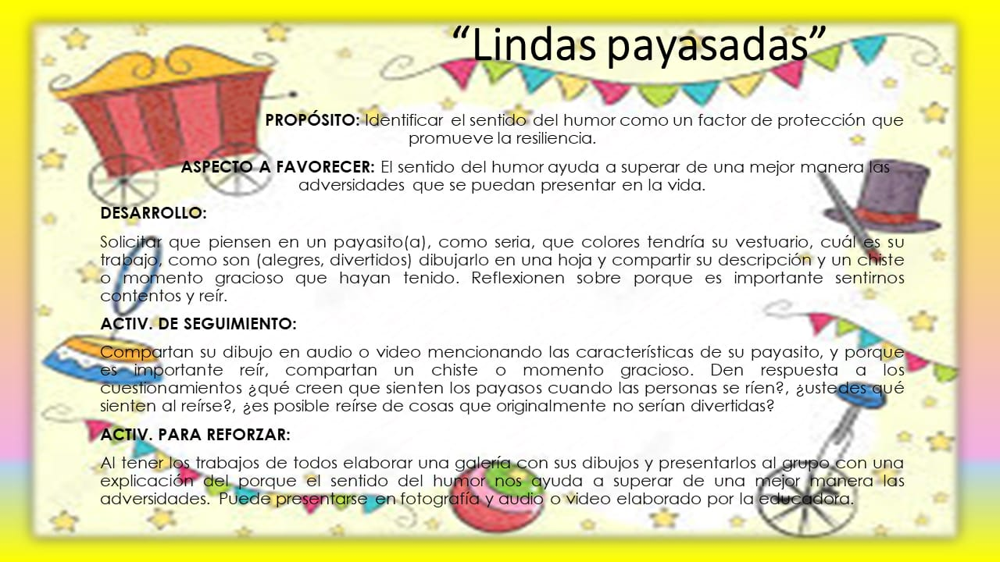 “Lindas payasadas”
PROPÓSITO: Identificar el sentido del humor como un factor de protección que
promueve la resiliencia.
ASPECTO A FAVORECER: El sentido del humor ayuda a superar de una mejor manera las
adversidades que se puedan presentar en la vida.
DESARROLLO:
Solicitar que piensen en un payasito(a), como seria, que colores tendría su vestuario, cuál es su
trabajo, como son (alegres, divertidos) dibujarlo en una hoja y compartir su descripción y un chiste
o momento gracioso que hayan tenido. Reflexionen sobre porque es importante sentirnos
contentos y reír.
ACTIV. DE SEGUIMIENTO:
Compartan su dibujo en audio o video mencionando las características de su payasito, y porque
es importante reír, compartan un chiste o momento gracioso. Den respuesta a los
cuestionamientos ¿qué creen que sienten los payasos cuando las personas se ríen?, ¿ustedes qué
sienten al reírse?, ¿es posible reírse de cosas que originalmente no serían divertidas?
ACTIV. PARA REFORZAR:
Al tener los trabajos de todos elaborar una galería con sus dibujos y presentarlos al grupo con una
explicación del porque el sentido del humor nos ayuda a superar de una mejor manera las
adversidades. Puede presentarse en fotografía y audio o video elaborado por la educadora.